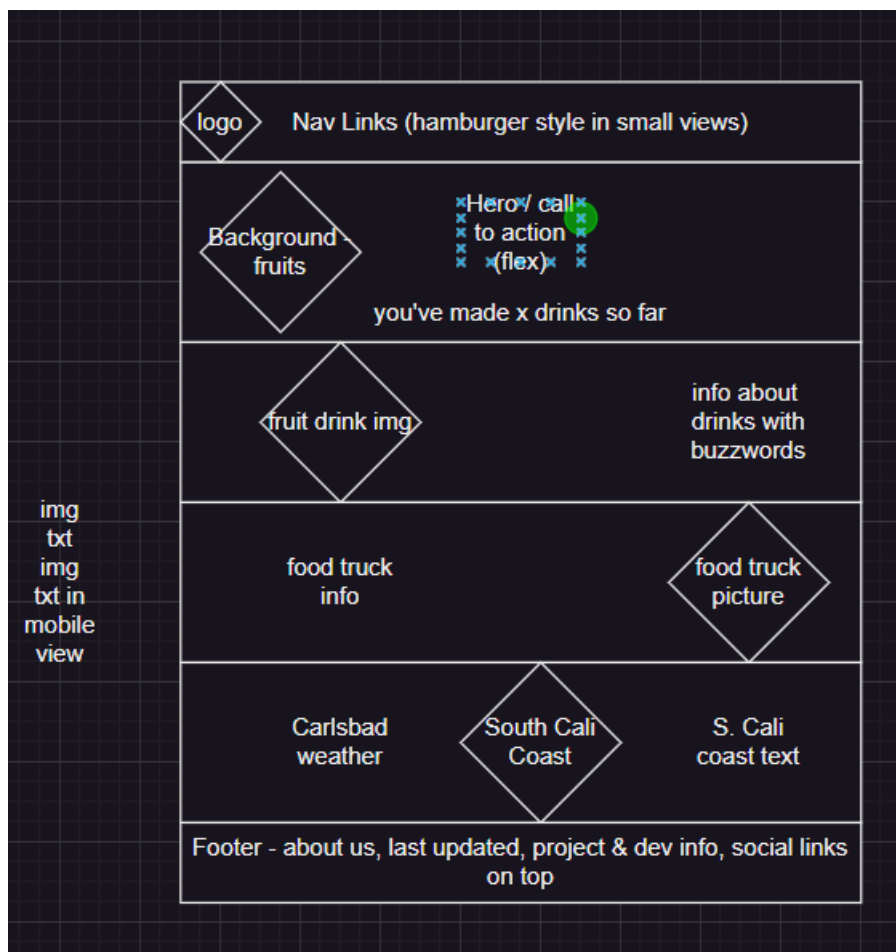 logo
Nav Links (hamburger style in small views)
Background -
fruits
Hero / call
to action
(flex)
you've made x drinks so far
fruit drink img
info about
drinks with
buzzwords
img
txt
img
txt in
mobile
view
food truck
info
food truck
picture
Carlsbad
weather
South Cali
Coast
S. Cali
coast text
Footer - about us, last updated, project & dev info, social links
on top